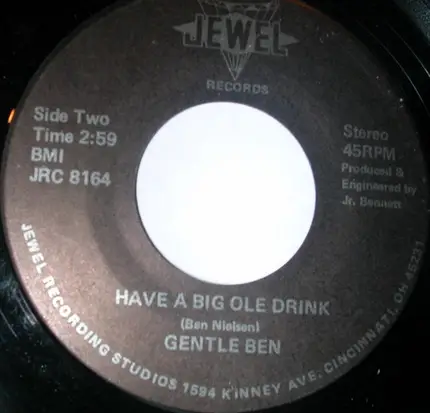 JEWEL
RECORDS
Side Two
Time 2:59
BMI
JRC 8164
Stereo
45RPM
Produced &
Engineered by
Jr. Bennett
HAVE A BIG OLE DRINK
(Ben Nielsen)
GENTLE BEN
JEWEL RECORDING STUDIOS 1594 KINNEY AVE. CINCINNATI, OH 45231